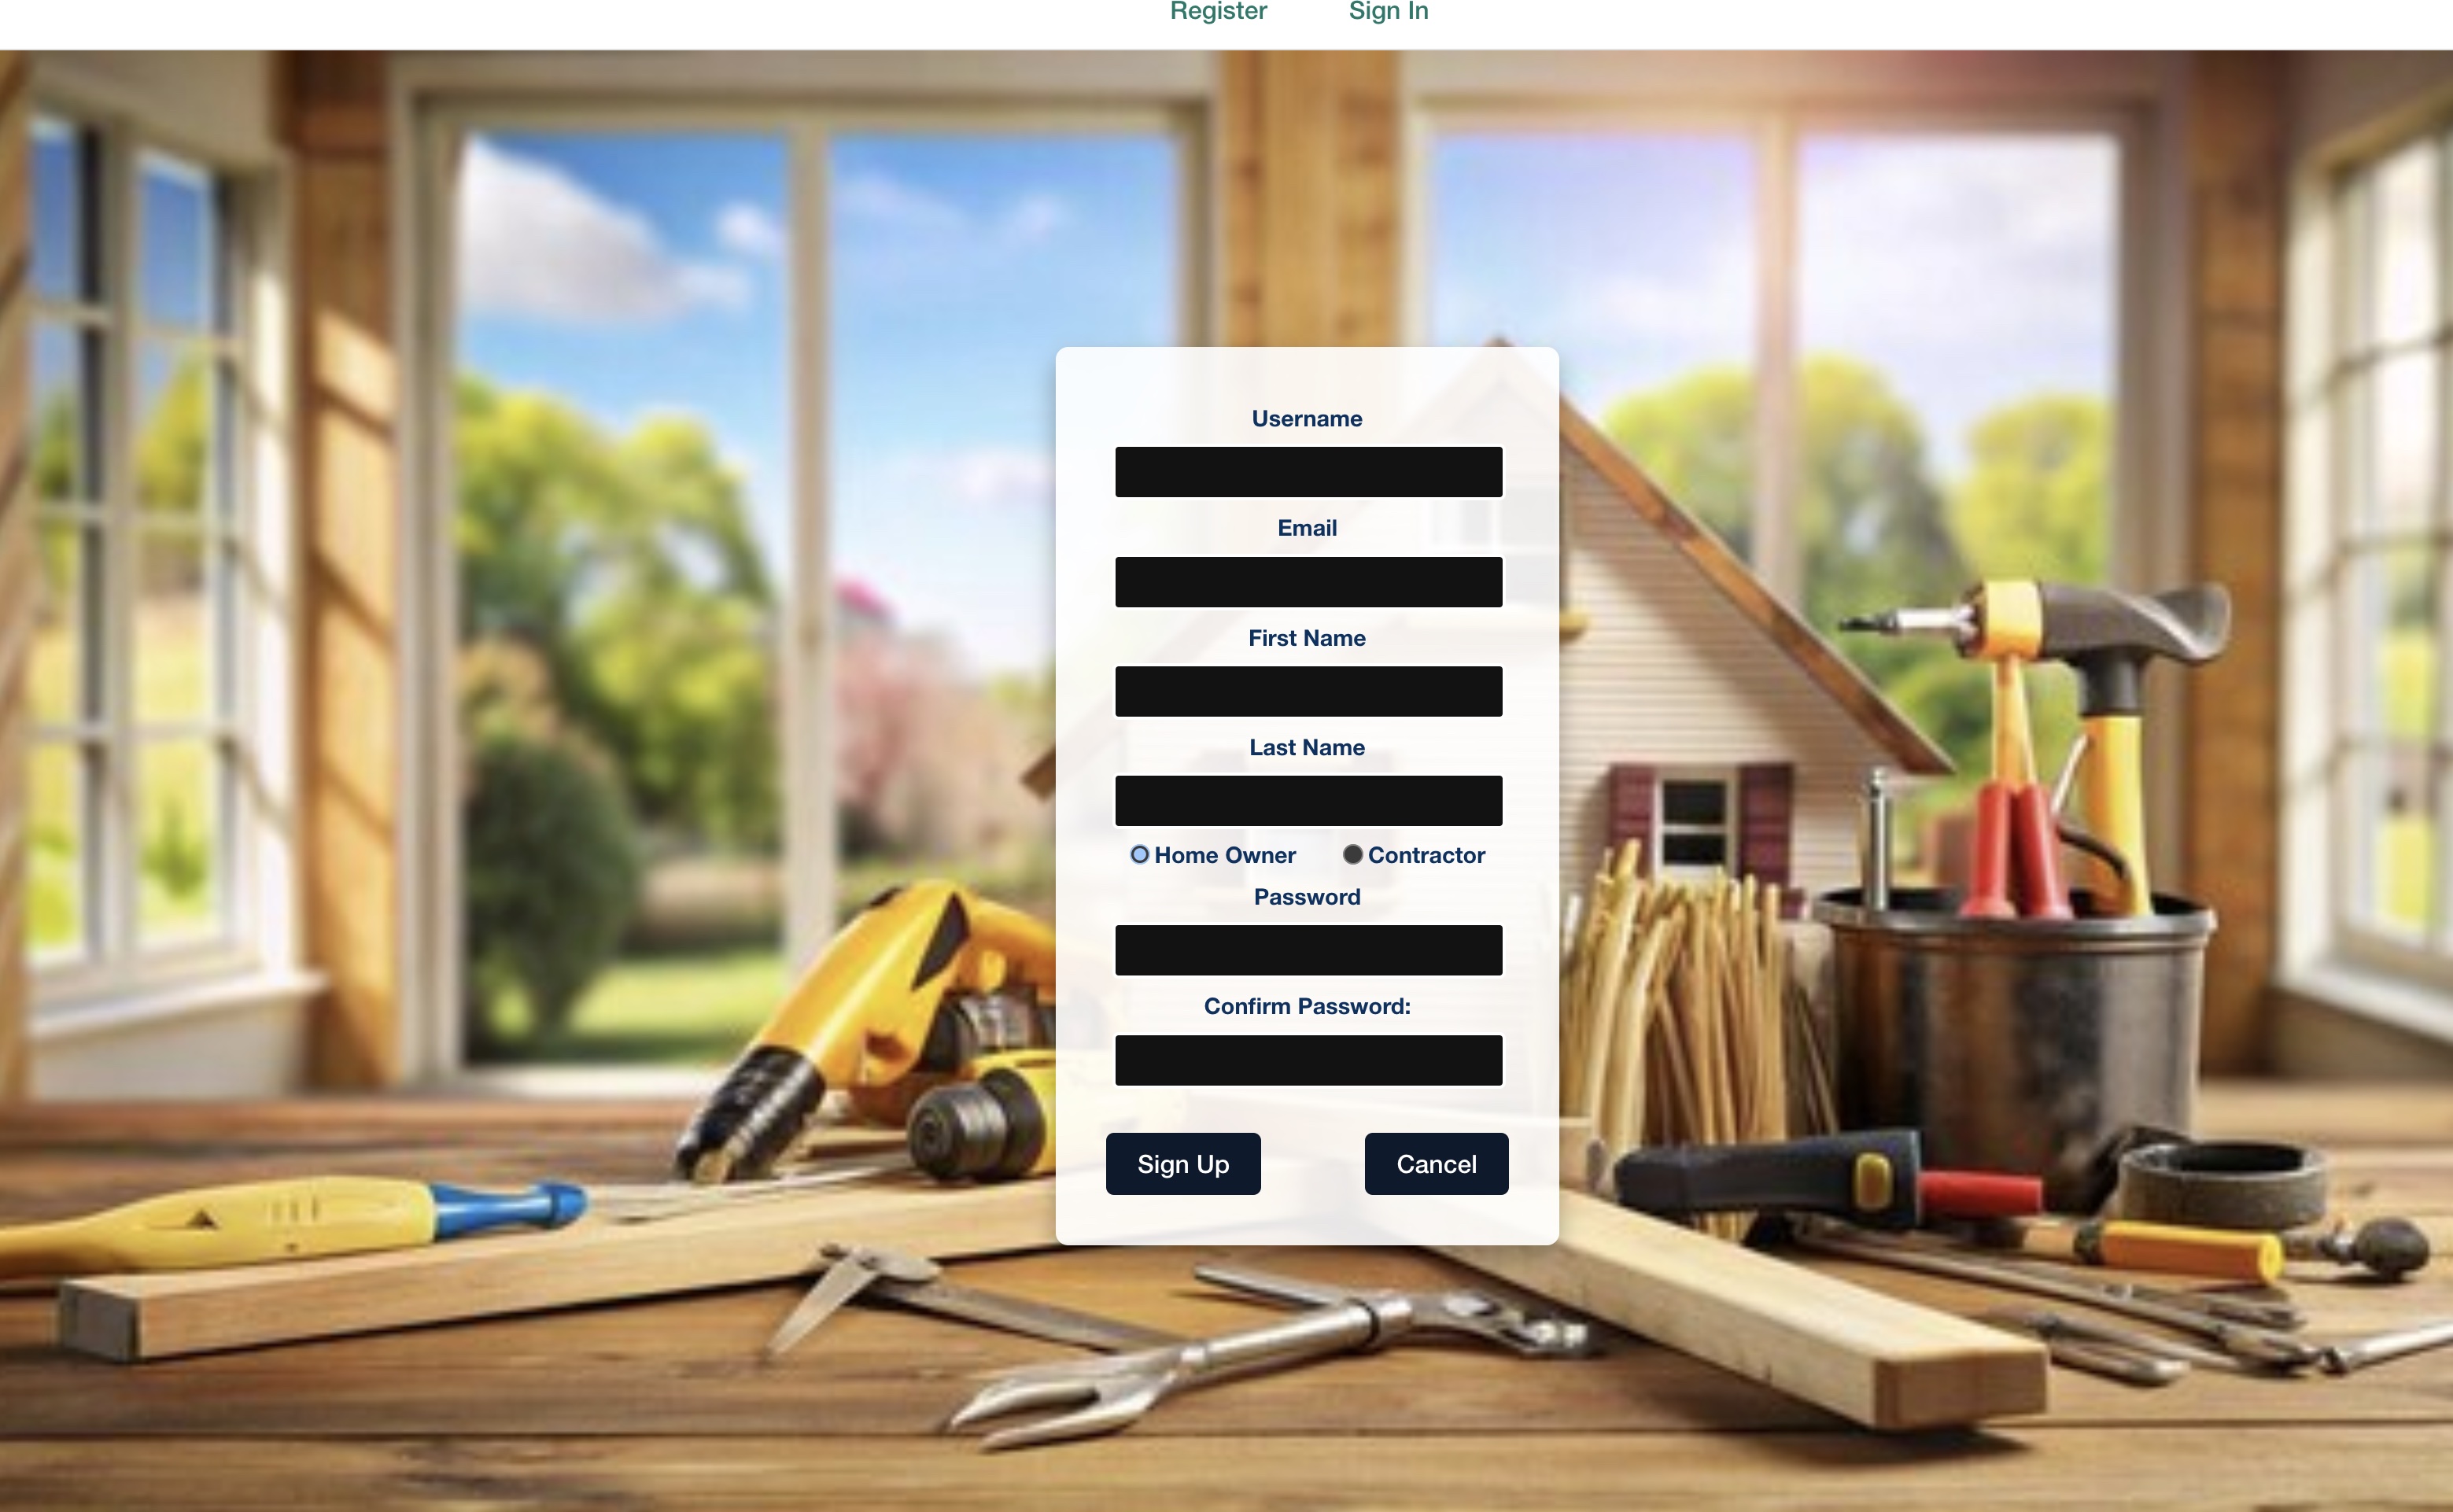 Register Sign In
Username
Email
First Name
Last Name
Home Owner Contractor
Password
Confirm Password:
Sign Up Cancel